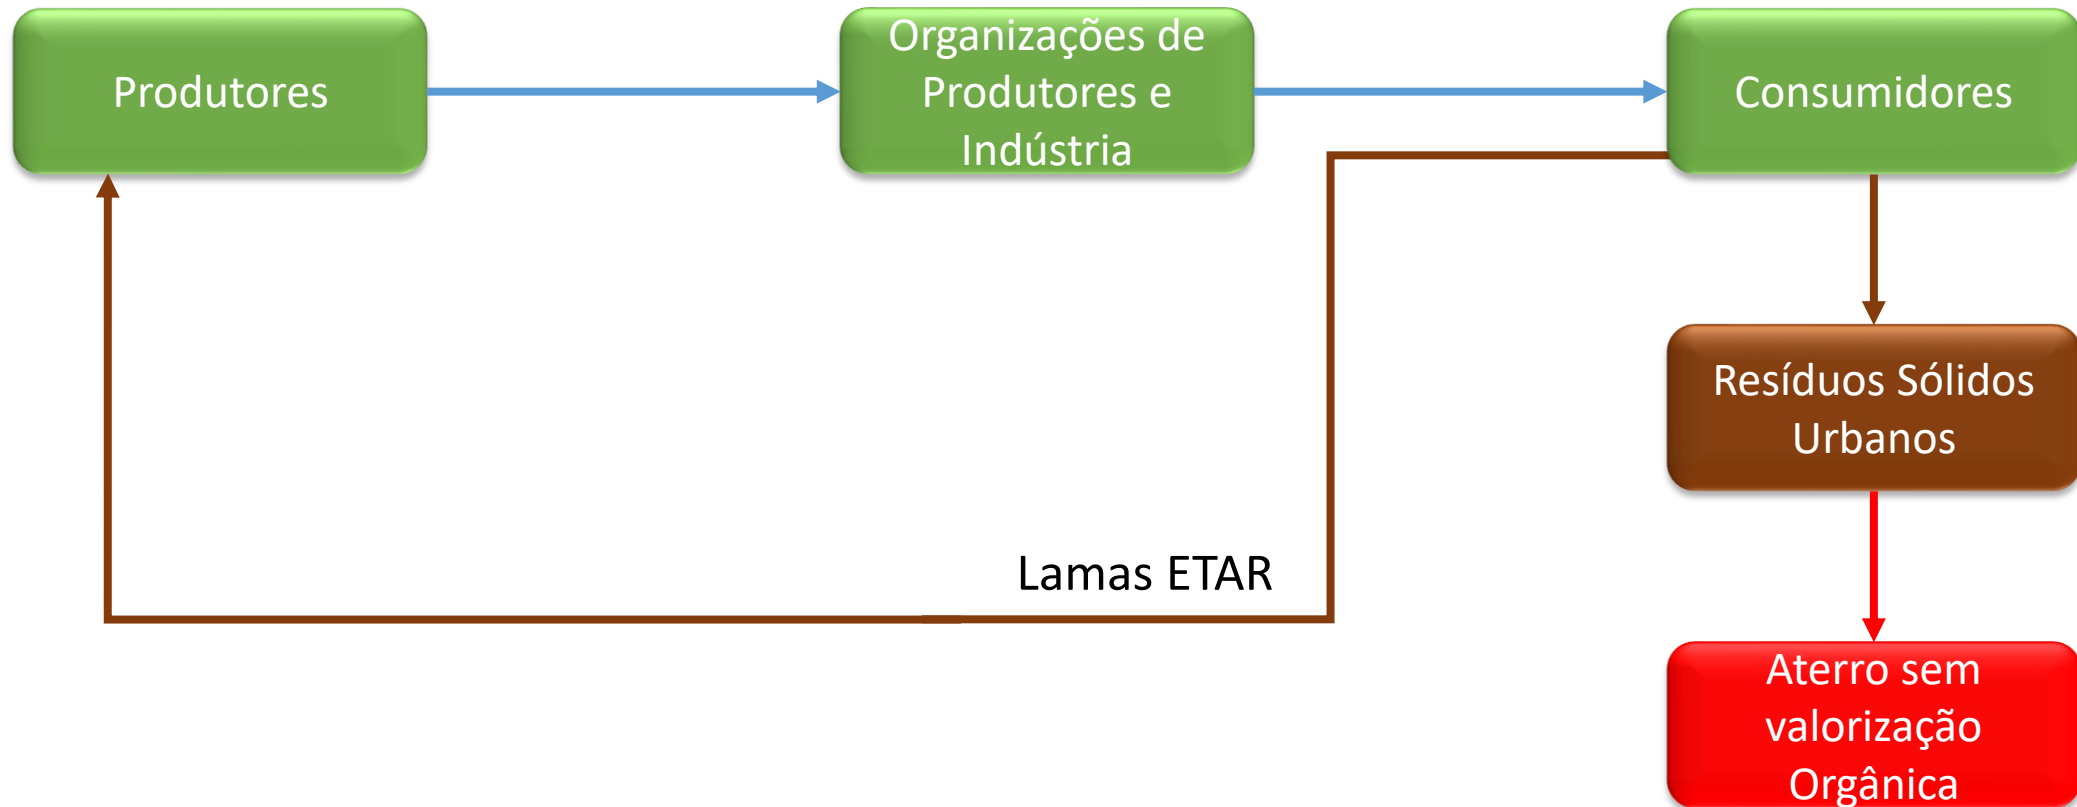 Produtores
Organizações de
Produtores e
Indústria
Consumidores
Resíduos Sólidos
Urbanos
Lamas ETAR
Aterro sem
valorização
Orgânica